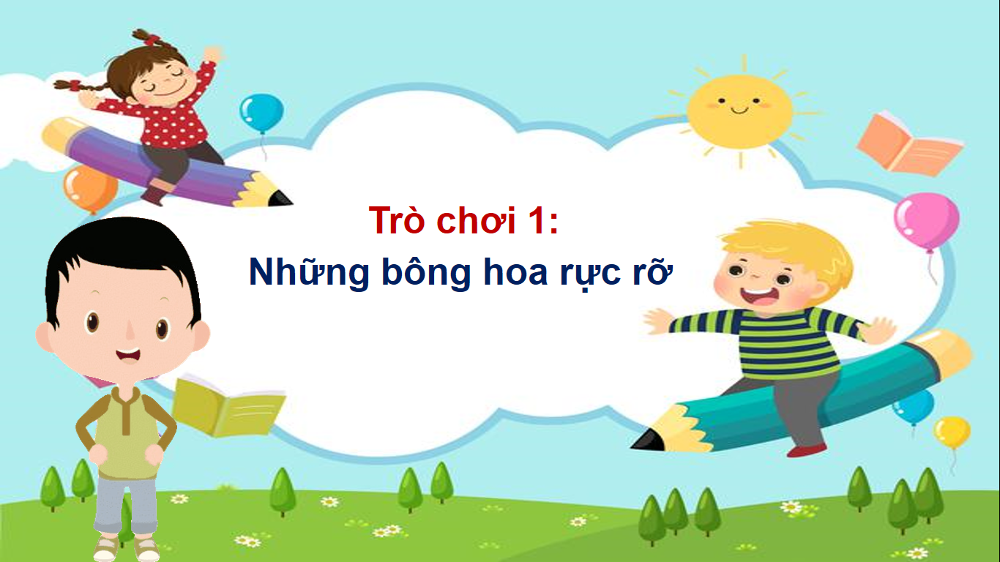 Trò chơi 1:
Những bông hoa rực rỡ